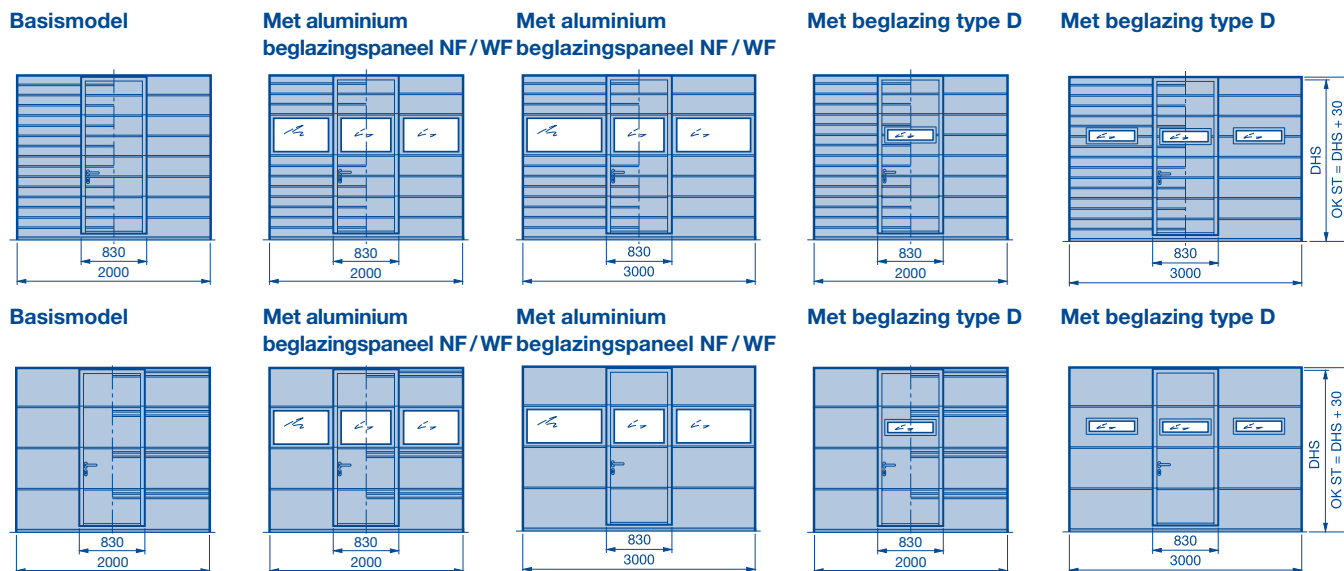 Basismodel
Met aluminium
beglazingspaneel NF / WF
Met aluminium
beglazingspaneel NF / WF
Met beglazing type D
Met beglazing type D
830
2000
830
2000
830
3000
830
2000
830
3000
DHS
OK ST = DHS + 30
Basismodel
Met aluminium
beglazingspaneel NF / WF
Met aluminium
beglazingspaneel NF / WF
Met beglazing type D
Met beglazing type D
830
2000
830
2000
830
3000
830
2000
830
3000
DHS
OK ST = DHS + 30